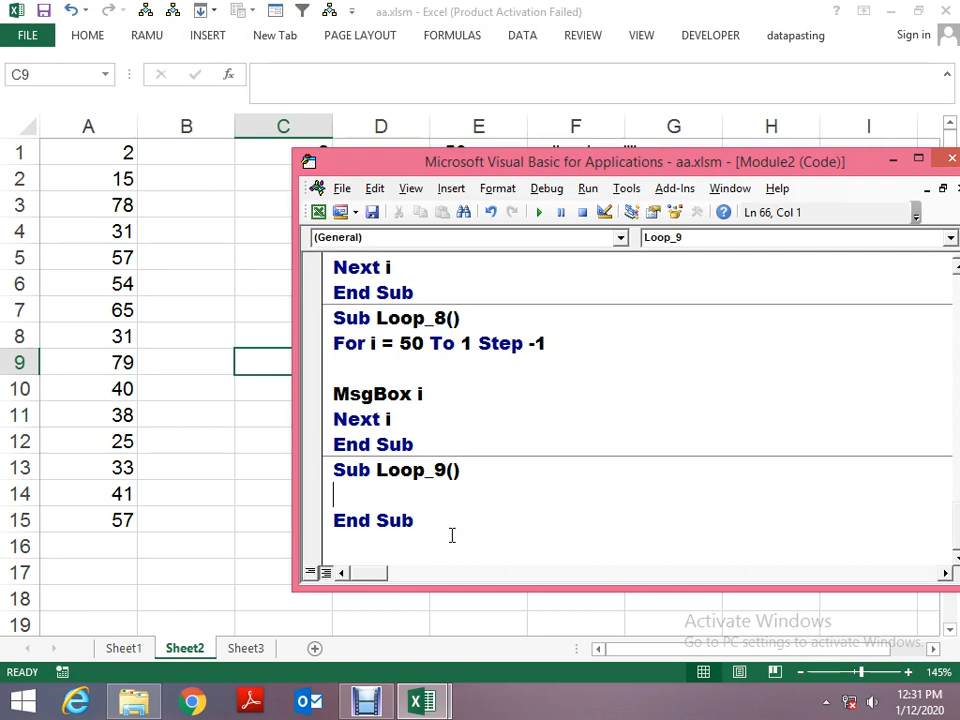 aa.xlsm - Excel (Product Activation Failed)
FILE HOME RAMU INSERT New Tab PAGE LAYOUT FORMULAS DATA REVIEW VIEW DEVELOPER datapasting Sign in
C9 fx
A B C D E F G H I
1 2
2 15
3 78
4 31
5 57
6 54
7 65
8 31
9 79
10 40
11 38
12 25
13 33
14 41
15 57
16
17
18
19
Microsoft Visual Basic for Applications - aa.xlsm - [Module2 (Code)]
File Edit View Insert Format Debug Run Tools Add-Ins Window Help
Ln 66, Col 1
(General) Loop_9
Next i
End Sub
Sub Loop_8()
For i = 50 To 1 Step -1
MsgBox i
Next i
End Sub
Sub Loop_9()
End Sub
Activate Windows
Go to PC settings to activate Windows.
Sheet1 Sheet2 Sheet3
READY 145%
12:31 PM
1/12/2020